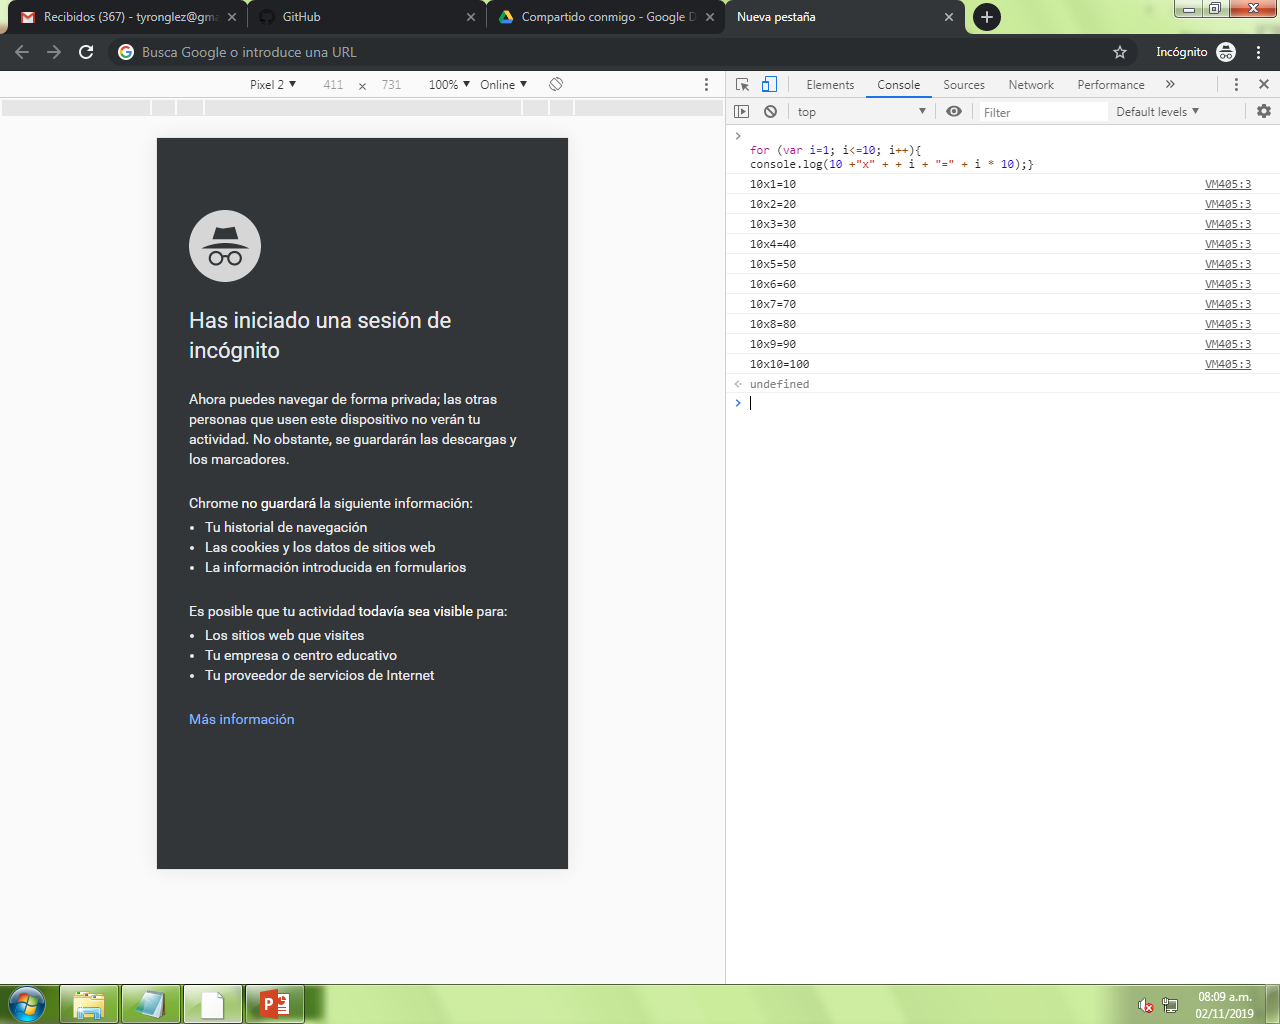 Recibidos (367) - tyronglez@gma
GitHub
Compartido conmigo - Google D
Nueva pestaña
Busca Google o introduce una URL
Incógnito
Pixel 2
411
x
731
100%
Online
Elements
Console
Sources
Network
Performance
top
Filter
Default levels
for (var i=1; i<=10; i++){
console.log(10 +"x" + + i + "=" + i * 10);}
10x1=10 VM405:3
10x2=20 VM405:3
10x3=30 VM405:3
10x4=40 VM405:3
10x5=50 VM405:3
10x6=60 VM405:3
10x7=70 VM405:3
10x8=80 VM405:3
10x9=90 VM405:3
10x10=100 VM405:3
undefined
Has iniciado una sesión de
incógnito
Ahora puedes navegar de forma privada; las otras
personas que usen este dispositivo no verán tu
actividad. No obstante, se guardarán las descargas y
los marcadores.
Chrome no guardará la siguiente información:
• Tu historial de navegación
• Las cookies y los datos de sitios web
• La información introducida en formularios
Es posible que tu actividad todavía sea visible para:
• Los sitios web que visites
• Tu empresa o centro educativo
• Tu proveedor de servicios de Internet
Más información
08:09 a.m.
02/11/2019